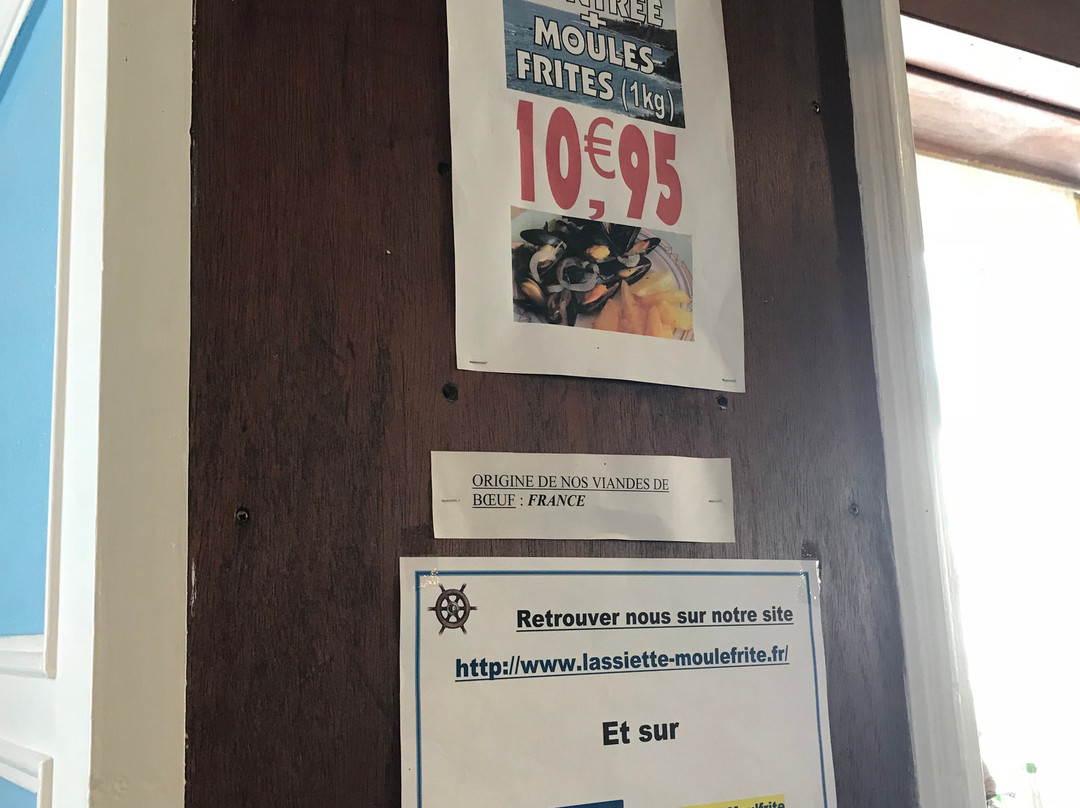 +
MOULES
FRITES (1kg)
10€,95
ORIGINE DE NOS VIANDES DE
BŒUF : FRANCE
Retrouver nous sur notre site
http://www.lassiette-moulefrite.fr/
Et sur